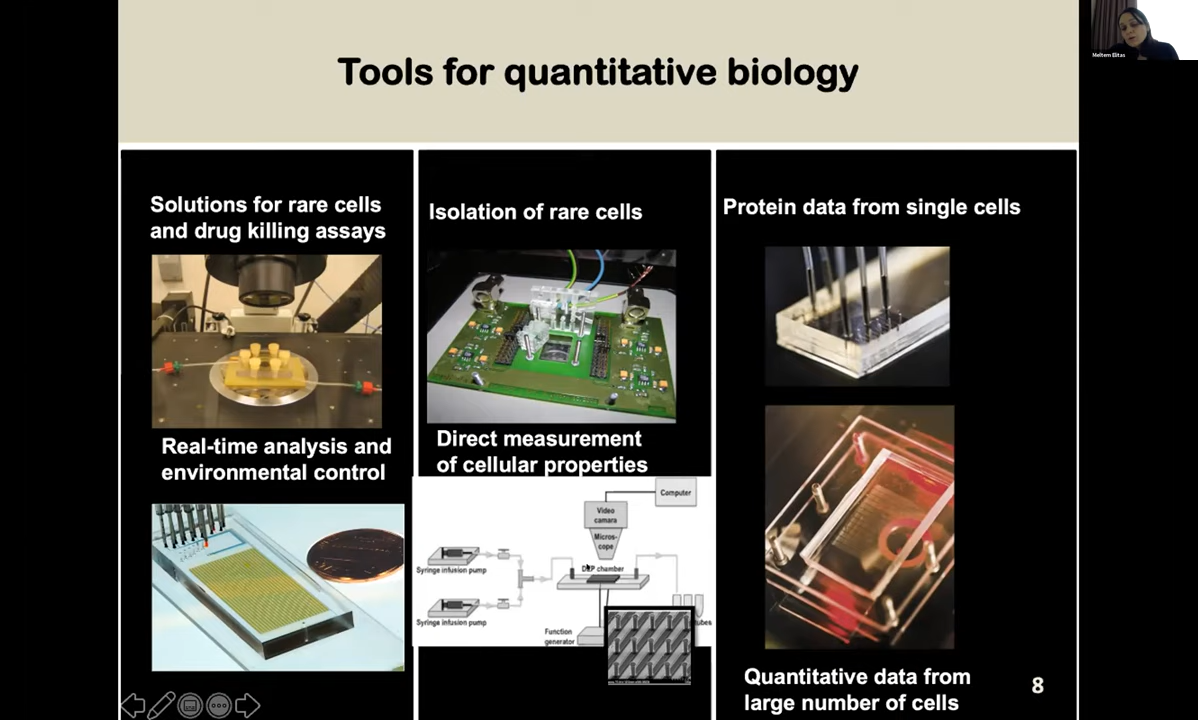 Tools for quantitative biology
Meltem Elitas
Solutions for rare cells
and drug killing assays
Real-time analysis and
environmental control
Isolation of rare cells
Direct measurement
of cellular properties
Computer
Video
camara
Micros-
cope
Syringe infusion pump
DEP chamber
Syringe infusion pump
Function
generator
Protein data from single cells
Quantitative data from
large number of cells
8